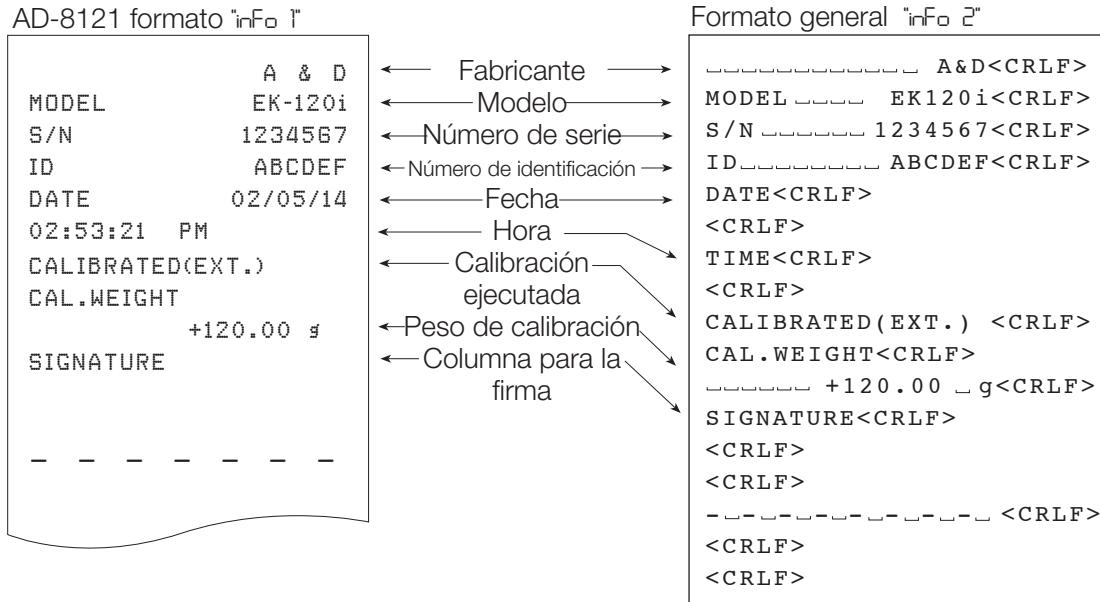 AD-8121 formato "inFo 1"
A & D
MODEL EK-120i
S/N 1234567
ID ABCDEF
DATE 02/05/14
02:53:21 PM
CALIBRATED(EXT.)
CAL.WEIGHT
+120.00 g
SIGNATURE
_ _ _ _ _ _ _
Fabricante
Modelo
Número de serie
Número de identificación
Fecha
Hora
Calibración
ejecutada
Peso de calibración
Columna para la
firma
Formato general "inFo 2"
␣␣␣␣␣␣␣␣␣␣␣␣ A&D<CRLF>
MODEL ␣␣␣␣ EK120i<CRLF>
S/N ␣␣␣␣␣␣ 1234567<CRLF>
ID␣␣␣␣␣␣␣␣ ABCDEF<CRLF>
DATE<CRLF>
<CRLF>
TIME<CRLF>
<CRLF>
CALIBRATED(EXT.) <CRLF>
CAL.WEIGHT<CRLF>
␣␣␣␣␣␣ +120.00 ␣ g<CRLF>
SIGNATURE<CRLF>
<CRLF>
<CRLF>
-␣-␣-␣-␣-␣-␣-␣-␣ <CRLF>
<CRLF>
<CRLF>